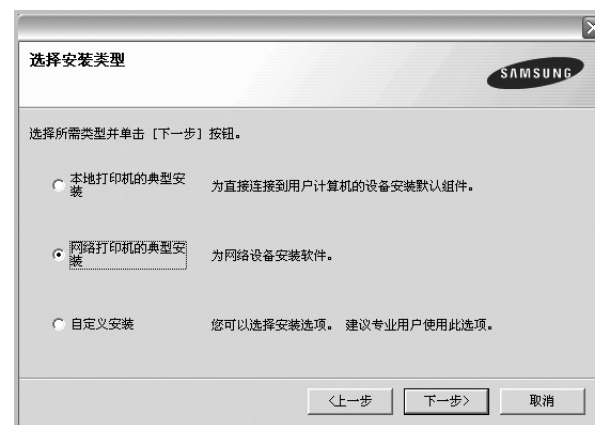 选择安装类型
SAMSUNG
选择所需类型并单击 [下一步] 按钮。
本地打印机的典型安
装
为直接连接到用户计算机的设备安装默认组件。
网络打印机的典型安
装
为网络设备安装软件。
自定义安装
您可以选择安装选项。 建议专业用户使用此选项。
<上一步
下一步>
取消